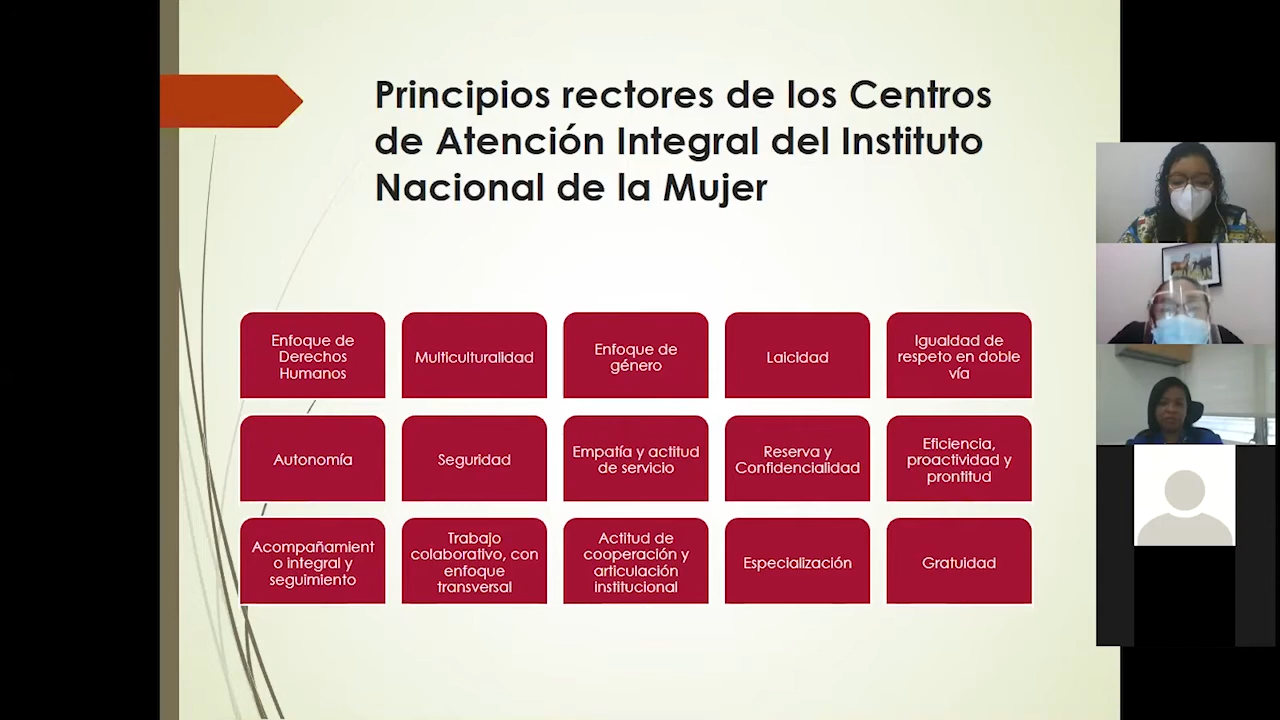 Principios rectores de los Centros
de Atención Integral del Instituto
Nacional de la Mujer
Enfoque de
Derechos
Humanos
Multiculturalidad
Enfoque de
género
Laicidad
Igualdad de
respeto en doble
vía
Autonomía
Seguridad
Empatía y actitud
de servicio
Reserva y
Confidencialidad
Eficiencia,
proactividad y
prontitud
Acompañamient
o integral y
seguimiento
Trabajo
colaborativo, con
enfoque
transversal
Actitud de
cooperación y
articulación
institucional
Especialización
Gratuidad